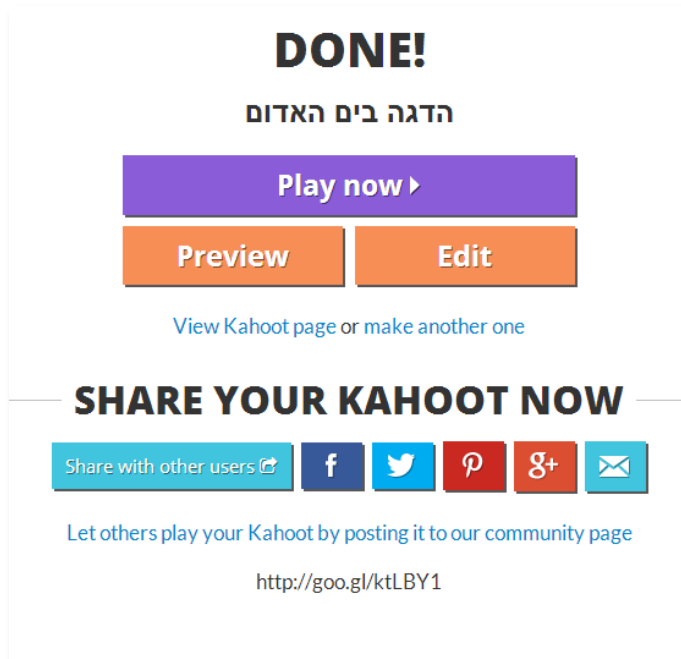 DONE!
הדגה בים האדום
Play now
Preview
Edit
View Kahoot page or make another one
SHARE YOUR KAHOOT NOW
Share with other users
f
g+
Let others play your Kahoot by posting it to our community page
http://goo.gl/ktLBY1